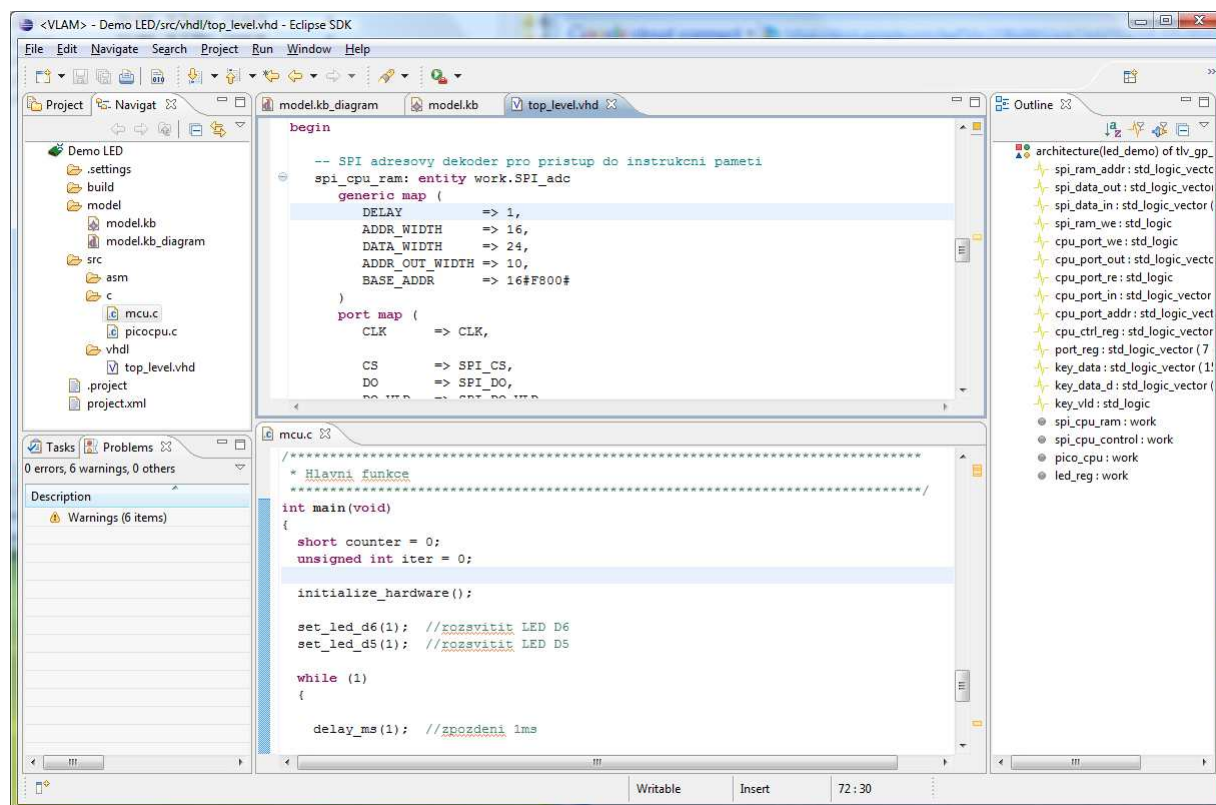 <VLAM> - Demo LED/src/vhdl/top_level.vhd - Eclipse SDK
File Edit Navigate Search Project Run Window Help
Project Navigat
Demo LED
.settings
build
model
model.kb
model.kb_diagram
src
asm
c
mcu.c
picocpu.c
vhdl
top_level.vhd
.project
project.xml
Tasks Problems
0 errors, 6 warnings, 0 others
Description
Warnings (6 items)
model.kb_diagram model.kb top_level.vhd
begin
-- SPI adresovy dekoder pro pristup do instrukcni pameti
spi_cpu_ram: entity work.SPI_adc
generic map (
DELAY => 1,
ADDR_WIDTH => 16,
DATA_WIDTH => 24,
ADDR_OUT_WIDTH => 10,
BASE_ADDR => 16#F800#
)
port map (
CLK => CLK,
CS => SPI_CS,
DO => SPI_DO,
DO_VLD => SPI_DO_VLD
mcu.c
/*******************************************************************************
* Hlavni funkce
*******************************************************************************/
int main(void)
{
short counter = 0;
unsigned int iter = 0;
initialize_hardware();
set_led_d6(1); //rozsvitit LED D6
set_led_d5(1); //rozsvitit LED D5
while (1)
{
delay_ms(1); //zpozdeni 1ms
Outline
architecture(led_demo) of tlv_gp_
spi_ram_addr : std_logic_vecto
spi_data_out : std_logic_vector
spi_data_in : std_logic_vector (
spi_ram_we : std_logic
cpu_port_we : std_logic
cpu_port_out : std_logic_vecto
cpu_port_re : std_logic
cpu_port_in : std_logic_vector
cpu_port_addr : std_logic_vect
cpu_ctrl_reg : std_logic_vector
port_reg : std_logic_vector ( 7
key_data : std_logic_vector ( 1
key_data_d : std_logic_vector (
key_vld : std_logic
spi_cpu_ram : work
spi_cpu_control : work
pico_cpu : work
led_reg : work
Writable Insert 72 : 30